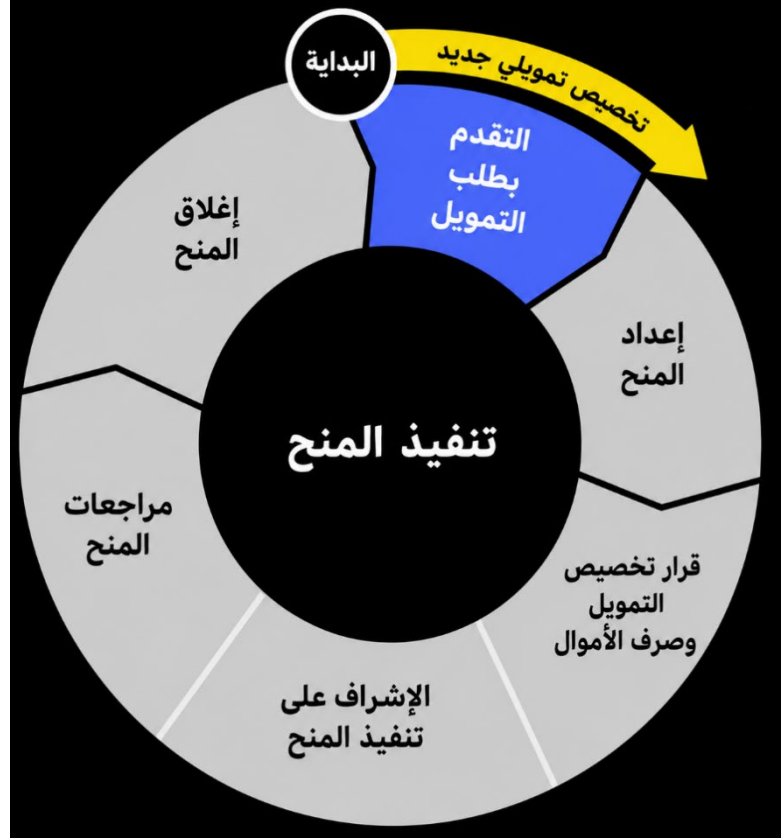 البداية
تخصيص تمويلي جديد
التقدم
بطلب
التمويل
إعداد
المنح
قرار تخصيص
التمويل
وصرف الأموال
الإشراف على
تنفيذ المنح
مراجعات
المنح
إغلاق
المنح
تنفيذ المنح